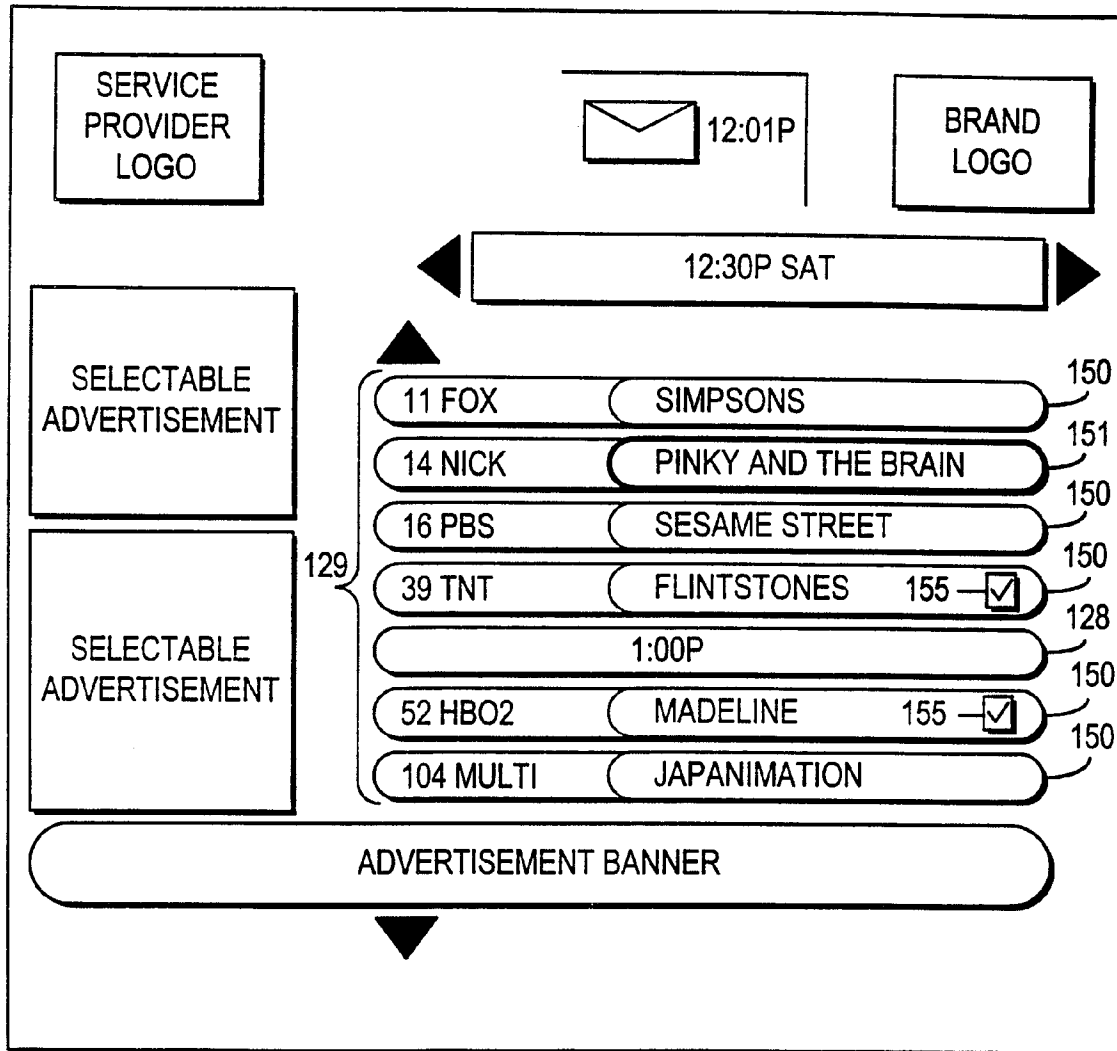 SERVICE
PROVIDER
LOGO
12:01P
BRAND
LOGO
12:30P SAT
SELECTABLE
ADVERTISEMENT
SELECTABLE
ADVERTISEMENT
129
11 FOX SIMPSONS 150
14 NICK PINKY AND THE BRAIN 151
16 PBS SESAME STREET 150
39 TNT FLINTSTONES 155 150
1:00P 128
52 HBO2 MADELINE 155 150
104 MULTI JAPANIMATION 150
ADVERTISEMENT BANNER